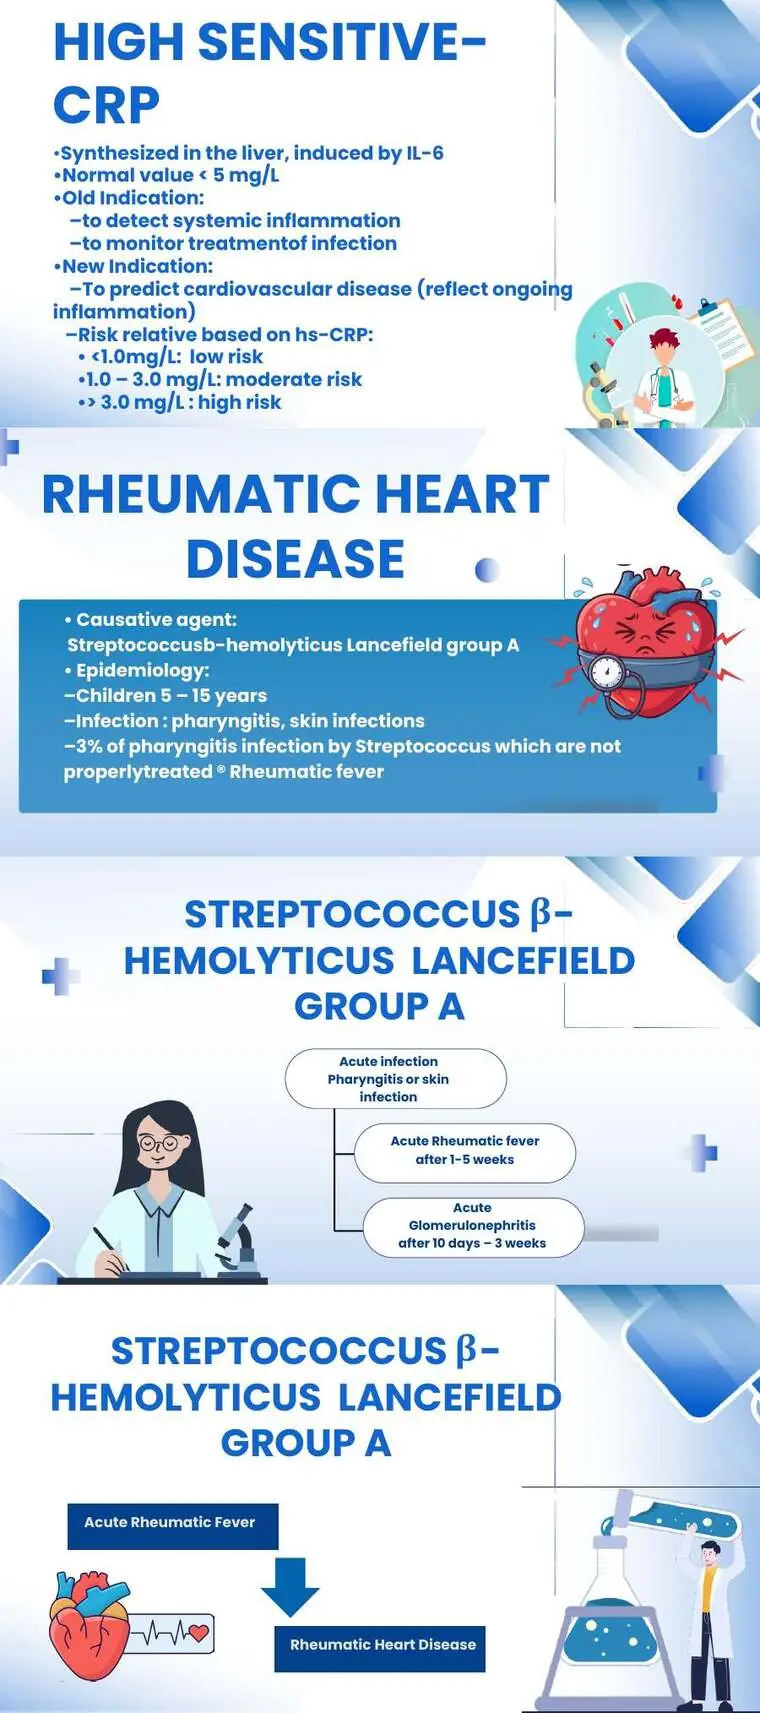 HIGH SENSITIVE-
CRP
•Synthesized in the liver, induced by IL-6
•Normal value < 5 mg/L
•Old Indication:
–to detect systemic inflammation
–to monitor treatmentof infection
•New Indication:
–To predict cardiovascular disease (reflect ongoing
inflammation)
–Risk relative based on hs-CRP:
• <1.0mg/L: low risk
•1.0 – 3.0 mg/L: moderate risk
•> 3.0 mg/L : high risk
RHEUMATIC HEART
DISEASE
• Causative agent:
Streptococcusb-hemolyticus Lancefield group A
• Epidemiology:
–Children 5 – 15 years
–Infection : pharyngitis, skin infections
–3% of pharyngitis infection by Streptococcus which are not
properlytreated ® Rheumatic fever
STREPTOCOCCUS β-
HEMOLYTICUS LANCEFIELD
GROUP A
Acute infection
Pharyngitis or skin
infection
Acute Rheumatic fever
after 1-5 weeks
Acute
Glomerulonephritis
after 10 days – 3 weeks
STREPTOCOCCUS β-
HEMOLYTICUS LANCEFIELD
GROUP A
Acute Rheumatic Fever
Rheumatic Heart Disease